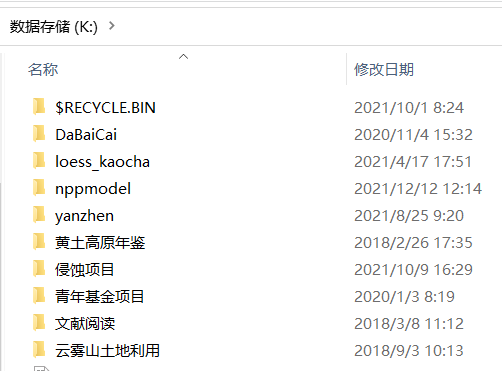 数据存储 (K:) >
名称 修改日期
$RECYCLE.BIN 2021/10/1 8:24
DaBaiCai 2020/11/4 15:32
loess_kaocha 2021/4/17 17:51
nppmodel 2021/12/12 12:14
yanzhen 2021/8/25 9:20
黄土高原年鉴 2018/2/26 17:35
侵蚀项目 2021/10/9 16:29
青年基金项目 2020/1/3 8:19
文献阅读 2018/3/8 11:12
云雾山土地利用 2018/9/3 10:13